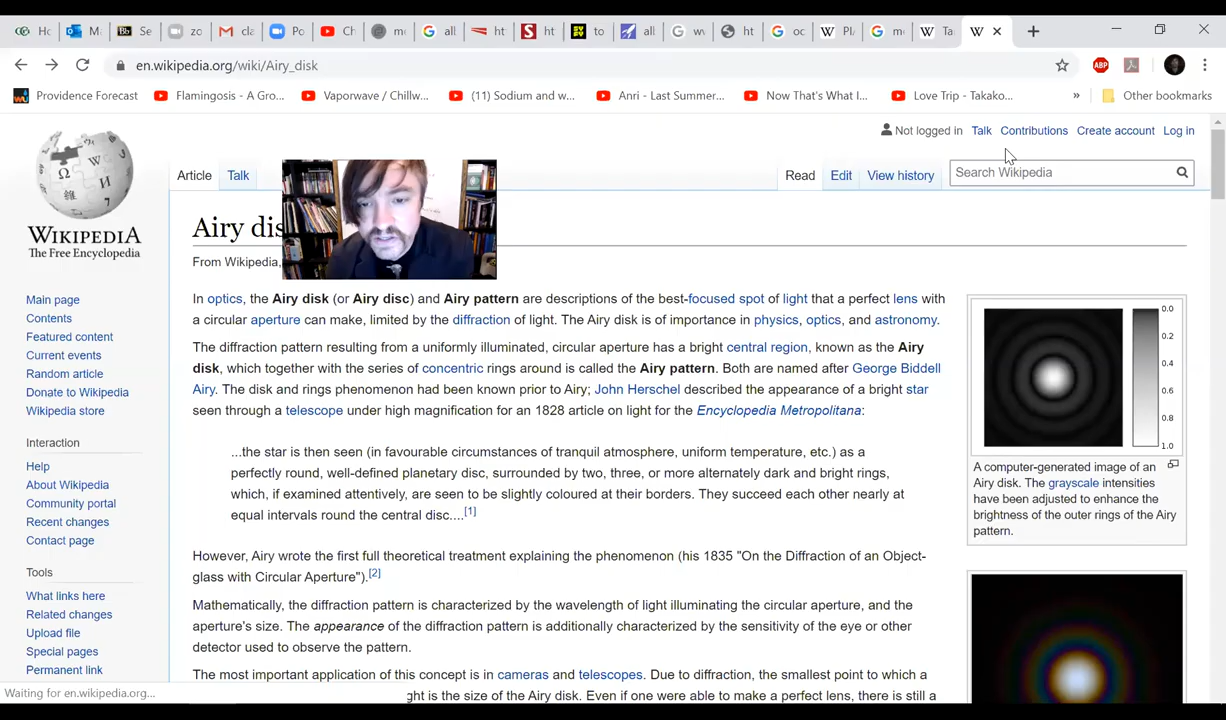 Hc
M
Bb Se
zo
cla
Po
Ch
m
all
ht
ht
to
all
w
ht
oc
W Pl
m
W Ta
W
en.wikipedia.org/wiki/Airy_disk
ABP
Providence Forecast
Flamingosis - A Gro...
Vaporwave / Chillw...
(11) Sodium and w...
Anri - Last Summer...
Now That's What I...
Love Trip - Takako...
»
Other bookmarks
Not logged in Talk Contributions Create account Log in
Article Talk Read Edit View history Search Wikipedia
WIKIPEDIA
The Free Encyclopedia
Main page
Contents
Featured content
Current events
Random article
Donate to Wikipedia
Wikipedia store
Interaction
Help
About Wikipedia
Community portal
Recent changes
Contact page
Tools
What links here
Related changes
Upload file
Special pages
Permanent link
Waiting for en.wikipedia.org...
Airy dis
From Wikipedia,
In optics, the Airy disk (or Airy disc) and Airy pattern are descriptions of the best-focused spot of light that a perfect lens with
a circular aperture can make, limited by the diffraction of light. The Airy disk is of importance in physics, optics, and astronomy.
The diffraction pattern resulting from a uniformly illuminated, circular aperture has a bright central region, known as the Airy
disk, which together with the series of concentric rings around is called the Airy pattern. Both are named after George Biddell
Airy. The disk and rings phenomenon had been known prior to Airy; John Herschel described the appearance of a bright star
seen through a telescope under high magnification for an 1828 article on light for the Encyclopedia Metropolitana:
...the star is then seen (in favourable circumstances of tranquil atmosphere, uniform temperature, etc.) as a
perfectly round, well-defined planetary disc, surrounded by two, three, or more alternately dark and bright rings,
which, if examined attentively, are seen to be slightly coloured at their borders. They succeed each other nearly at
equal intervals round the central disc....[1]
However, Airy wrote the first full theoretical treatment explaining the phenomenon (his 1835 "On the Diffraction of an Object-
glass with Circular Aperture").[2]
Mathematically, the diffraction pattern is characterized by the wavelength of light illuminating the circular aperture, and the
aperture's size. The appearance of the diffraction pattern is additionally characterized by the sensitivity of the eye or other
detector used to observe the pattern.
The most important application of this concept is in cameras and telescopes. Due to diffraction, the smallest point to which a
ght is the size of the Airy disk. Even if one were able to make a perfect lens, there is still a
0.0
0.2
0.4
0.6
0.8
1.0
A computer-generated image of an
Airy disk. The grayscale intensities
have been adjusted to enhance the
brightness of the outer rings of the Airy
pattern.